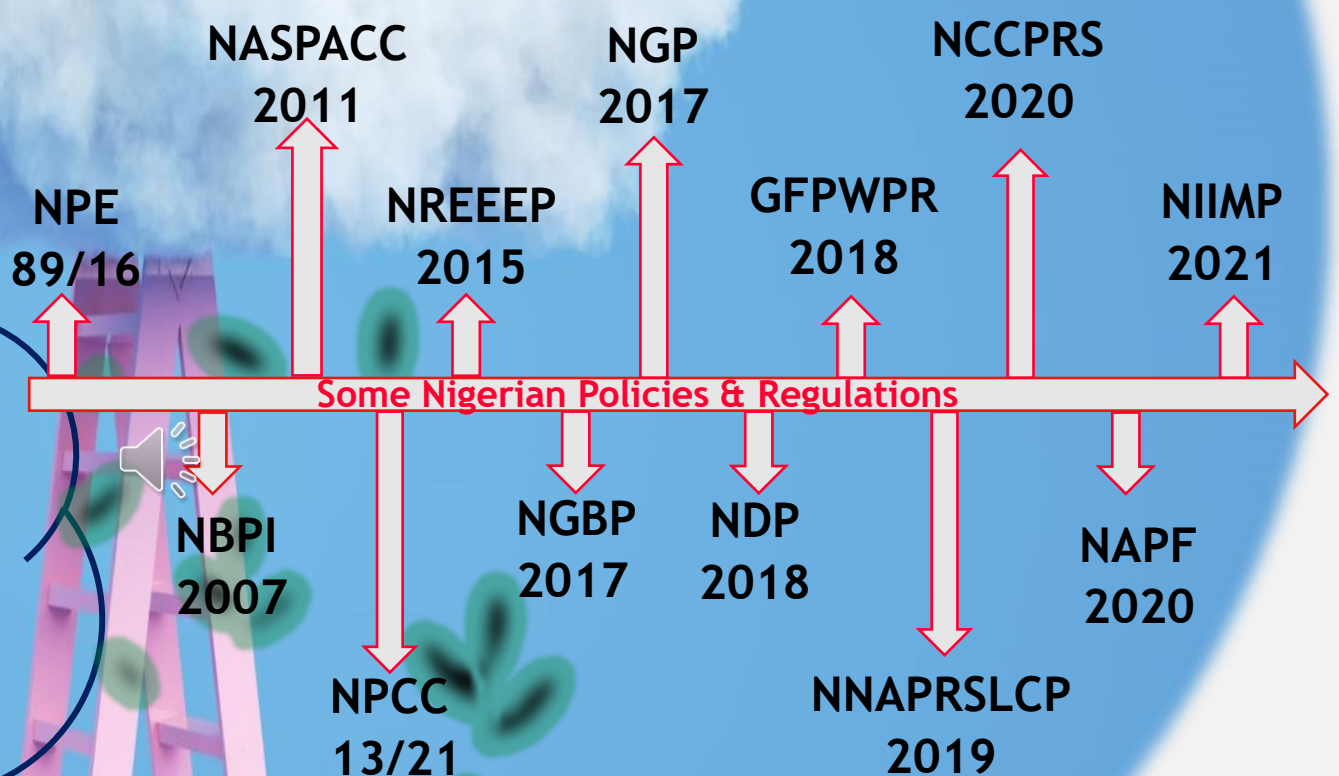 NASPACC
2011
NGP
2017
NCCPRS
2020
NPE
89/16
NREEEP
2015
GFPWPR
2018
NIIMP
2021
Some Nigerian Policies & Regulations
NBPI
2007
NGBP
2017
NDP
2018
NAPF
2020
NPCC
13/21
NNAPRSLCP
2019